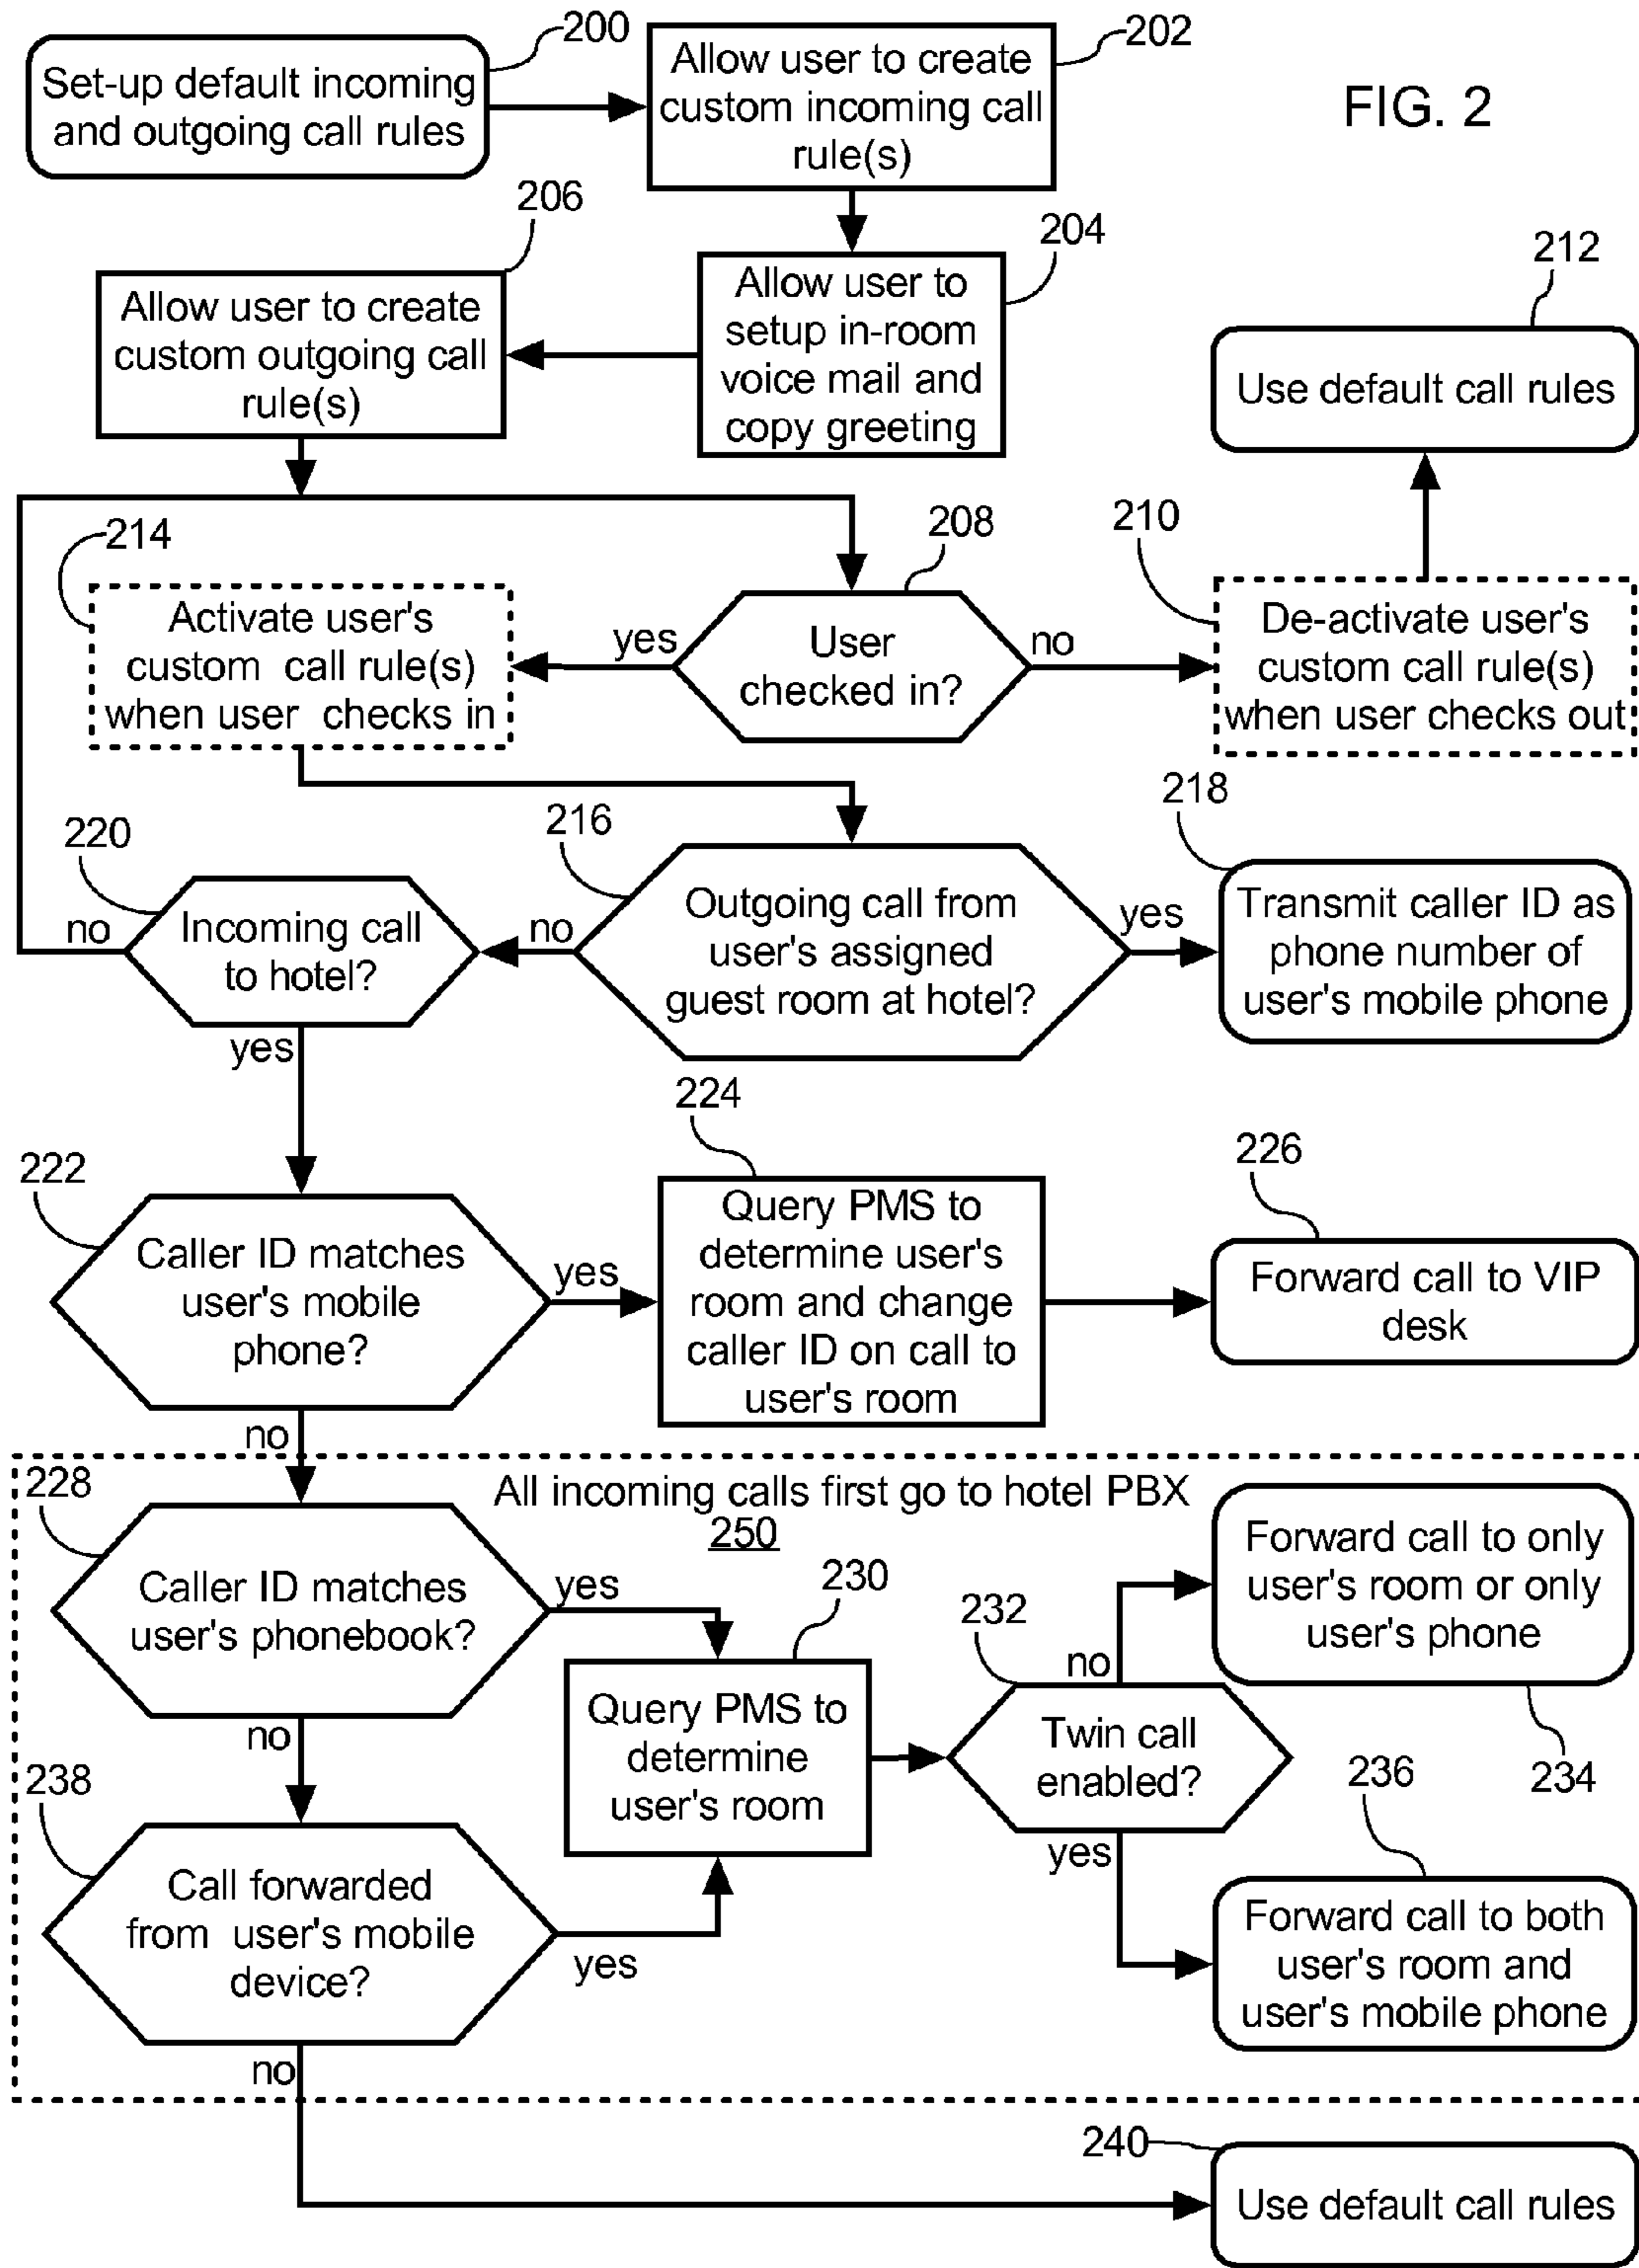 200
Set-up default incoming
and outgoing call rules
202
Allow user to create
custom incoming call
rule(s)
FIG. 2
206
Allow user to create
custom outgoing call
rule(s)
204
Allow user to
setup in-room
voice mail and
copy greeting
212
Use default call rules
214
Activate user's
custom call rule(s)
when user checks in
yes
208
User
checked in?
no
210
De-activate user's
custom call rule(s)
when user checks out
220
no
Incoming call
to hotel?
yes
216
no
Outgoing call from
user's assigned
guest room at hotel?
yes
218
Transmit caller ID as
phone number of
user's mobile phone
222
Caller ID matches
user's mobile
phone?
yes
no
224
Query PMS to
determine user's
room and change
caller ID on call to
user's room
226
Forward call to VIP
desk
All incoming calls first go to hotel PBX
250
228
Caller ID matches
user's phonebook?
yes
no
230
Query PMS to
determine
user's room
232
no
Twin call
enabled?
yes
Forward call to only
user's room or only
user's phone
234
236
Forward call to both
user's room and
user's mobile phone
238
Call forwarded
from user's mobile
device?
yes
no
240
Use default call rules